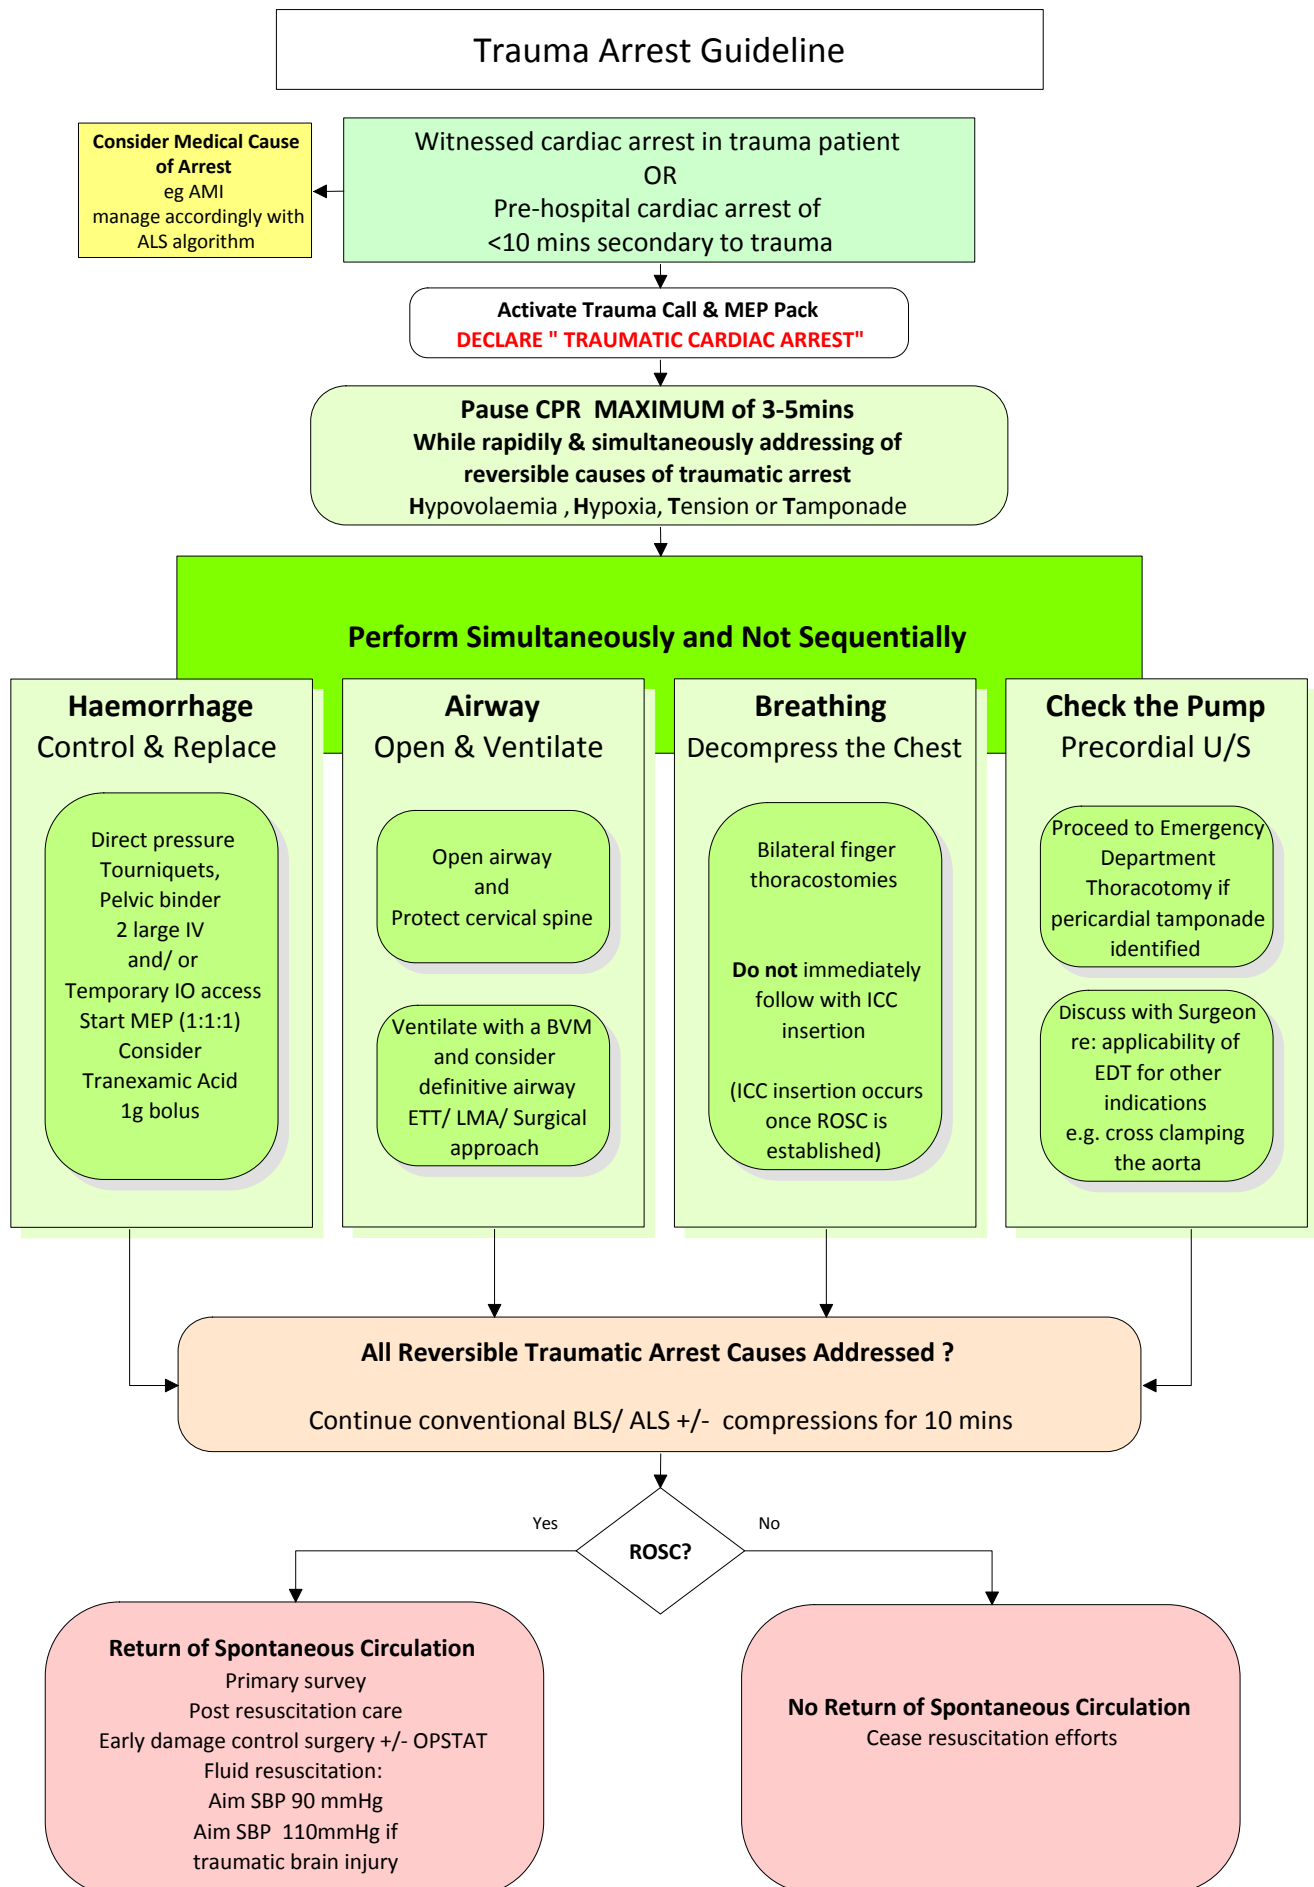 Trauma Arrest Guideline
Consider Medical Cause
of Arrest
eg AMI
manage accordingly with
ALS algorithm
Witnessed cardiac arrest in trauma patient
OR
Pre-hospital cardiac arrest of
<10 mins secondary to trauma
Activate Trauma Call & MEP Pack
DECLARE " TRAUMATIC CARDIAC ARREST"
Pause CPR  MAXIMUM of 3-5mins
While rapidily & simultaneously addressing of
reversible causes of traumatic arrest
Hypovolaemia , Hypoxia, Tension or Tamponade
Perform Simultaneously and Not Sequentially
Haemorrhage
Control & Replace
Direct pressure
Tourniquets,
Pelvic binder
2 large IV
and/ or
Temporary IO access
Start MEP (1:1:1)
Consider
Tranexamic Acid
1g bolus
Airway
Open & Ventilate
Open airway
and
Protect cervical spine
Ventilate with a BVM
and consider
definitive airway
ETT/ LMA/ Surgical
approach
Breathing
Decompress the Chest
Bilateral finger
thoracostomies
Do not immediately
follow with ICC
insertion
(ICC insertion occurs
once ROSC is
established)
Check the Pump
Precordial U/S
Proceed to Emergency
Department
Thoracotomy if
pericardial tamponade
identified
Discuss with Surgeon
re: applicability of
EDT for other
indications
e.g. cross clamping
the aorta
All Reversible Traumatic Arrest Causes Addressed ?
Continue conventional BLS/ ALS +/-  compressions for 10 mins
Yes
ROSC?
No
Return of Spontaneous Circulation
Primary survey
Post resuscitation care
Early damage control surgery +/- OPSTAT
Fluid resuscitation:
Aim SBP 90 mmHg
Aim SBP  110mmHg if
traumatic brain injury
No Return of Spontaneous Circulation
Cease resuscitation efforts